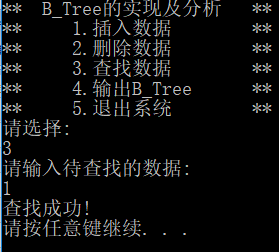 ** B_Tree的实现及分析 **
** 1.插入数据 **
** 2.删除数据 **
** 3.查找数据 **
** 4.输出B_Tree **
** 5.退出系统 **
请选择:
3
请输入待查找的数据:
1
查找成功!
请按任意键继续. . .